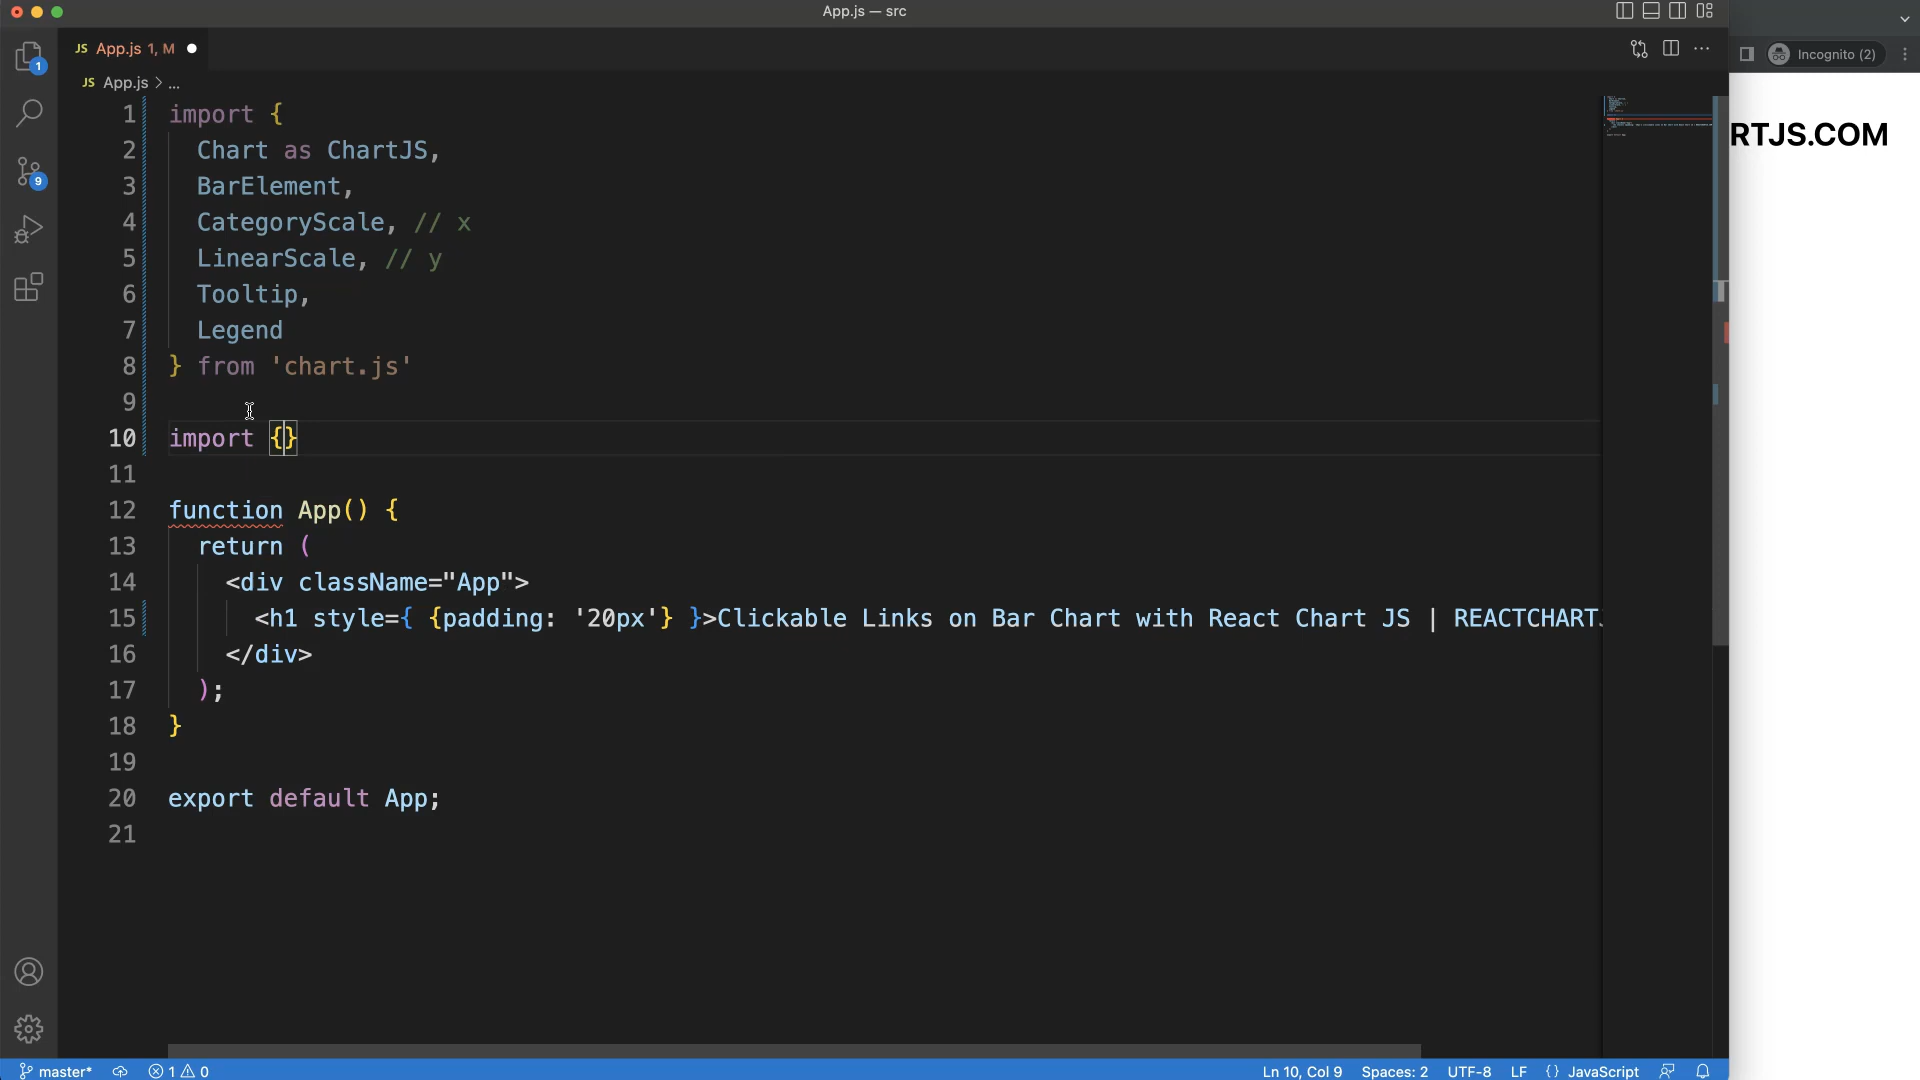 App.js — src
JS App.js 1, M
Incognito (2)
JS App.js > ...
1 import {
2 Chart as ChartJS,
3 BarElement,
4 CategoryScale, // x
5 LinearScale, // y
6 Tooltip,
7 Legend
8 } from 'chart.js'
9
10 import {}
11
12 function App() {
13 return (
14 <div className="App">
15 <h1 style={ {padding: '20px'} }>Clickable Links on Bar Chart with React Chart JS | REACTCHARTJ
16 </div>
17 );
18 }
19
20 export default App;
21
RTJS.COM
1
9
master* 1 0 Ln 10, Col 9 Spaces: 2 UTF-8 LF {} JavaScript